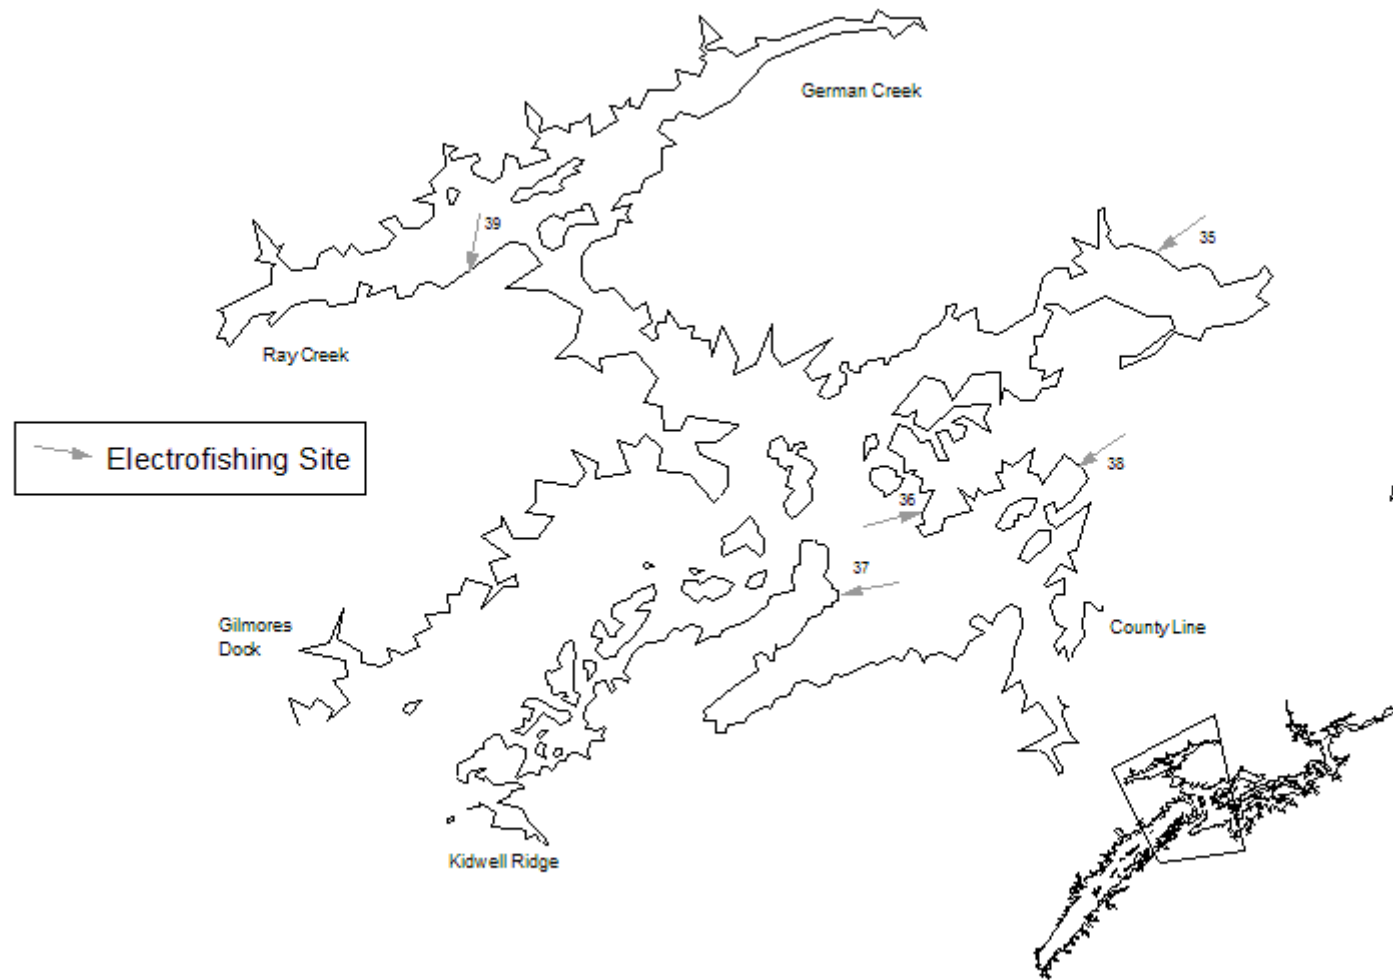 German Creek
39
35
Ray Creek
Electrofishing Site
38
36
37
Gilmores
Dock
County Line
Kidwell Ridge